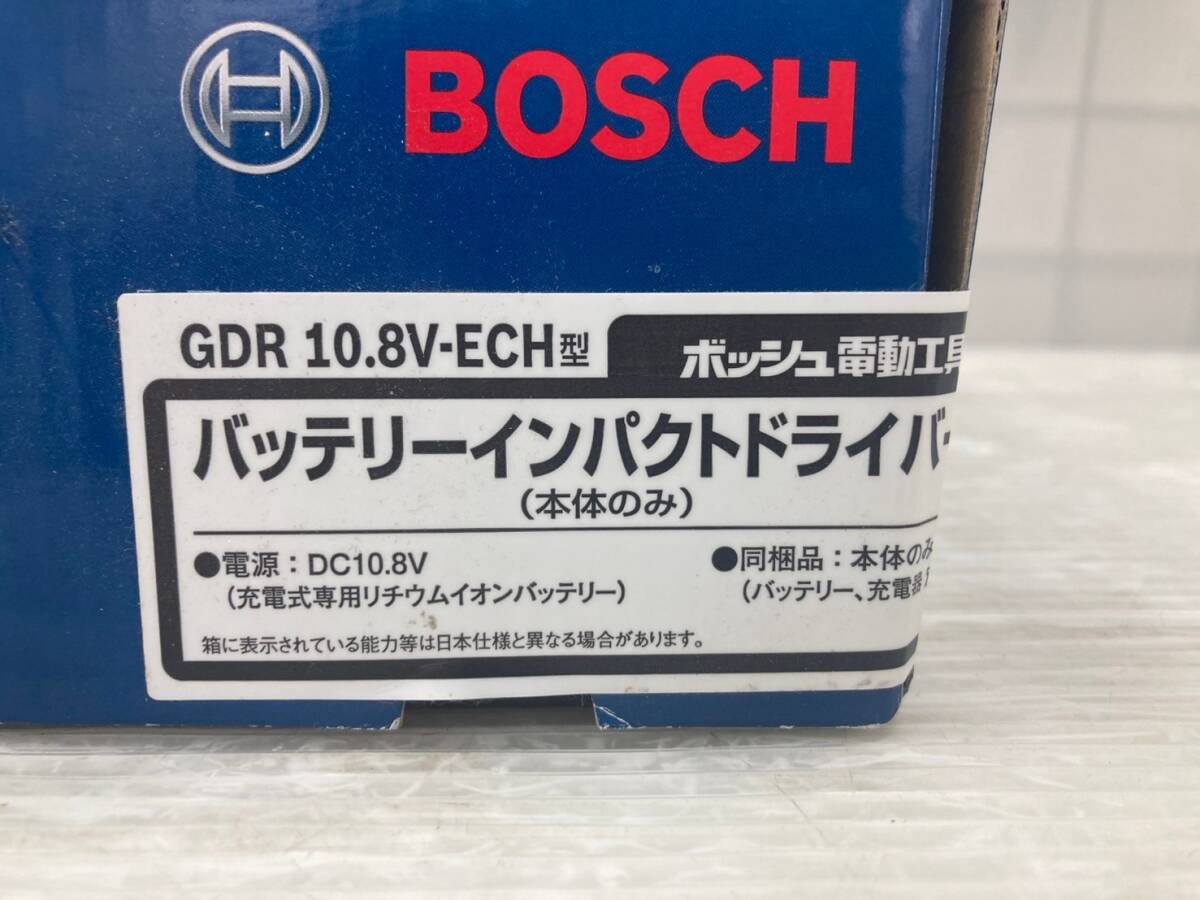 BOSCH
GDR 10.8V-ECH型
ボッシュ電動工具
バッテリーインパクトドライバー
(本体のみ)
●電源：DC10.8V
(充電式専用リチウムイオンバッテリー)
●同梱品：本体のみ
(バッテリー、充電器
箱に表示されている能力等は日本仕様と異なる場合があります。